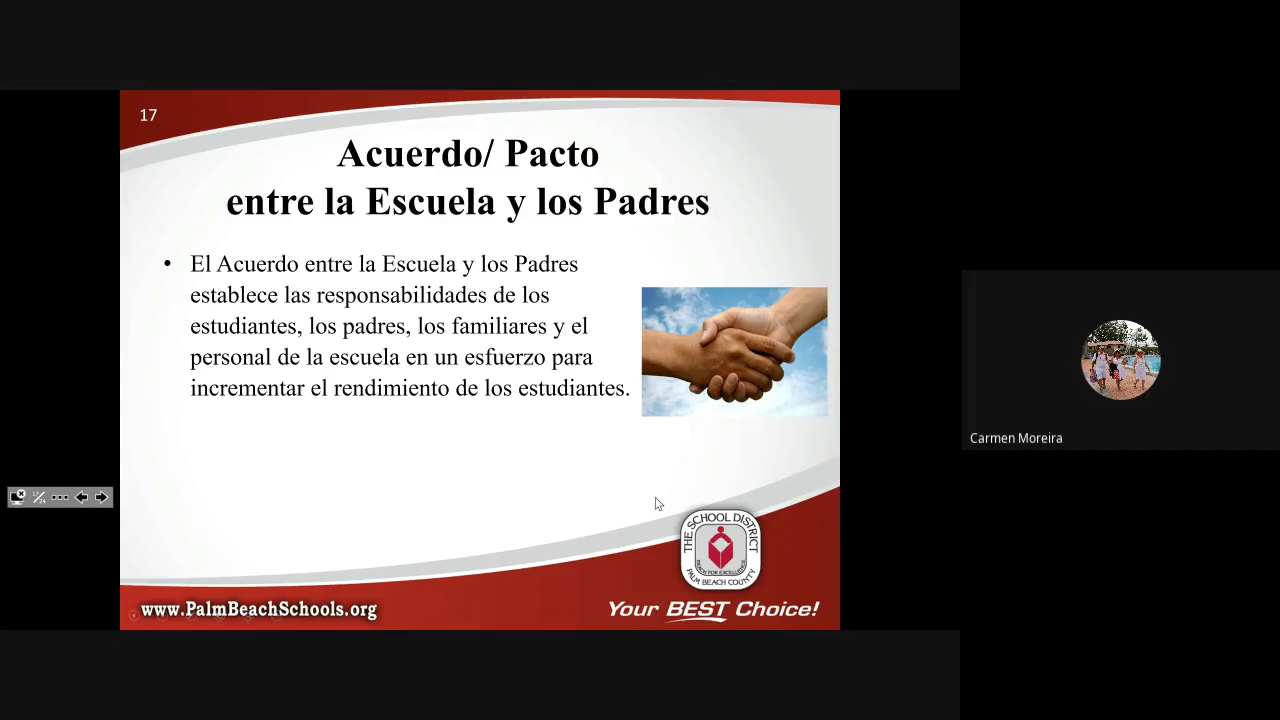 17
Acuerdo/ Pacto
entre la Escuela y los Padres
• El Acuerdo entre la Escuela y los Padres
establece las responsabilidades de los
estudiantes, los padres, los familiares y el
personal de la escuela en un esfuerzo para
incrementar el rendimiento de los estudiantes.
Carmen Moreira
THE SCHOOL DISTRICT
PALM BEACH COUNTY
www.PalmBeachSchools.org
Your BEST Choice!